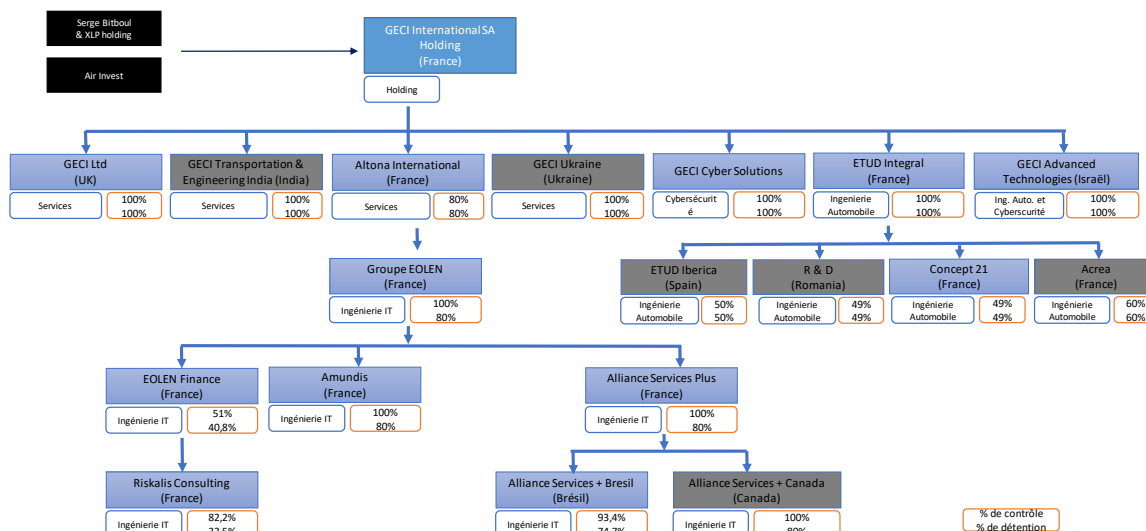 Serge Bitboul
& XLP holding
Air Invest
GECI International SA
Holding
(France)
Holding
GECI Ltd
(UK)
Services
100%
100%
GECI Transportation &
Engineering India (India)
Services
100%
100%
Altona International
(France)
Services
80%
80%
GECI Ukraine
(Ukraine)
Services
100%
100%
GECI Cyber Solutions
Cybersécurit
é
100%
100%
ETUD Integral
(France)
Ingenierie
Automobile
100%
100%
GECI Advanced
Technologies (Israël)
Ing. Auto. et
Cyberscurité
100%
100%
Groupe EOLEN
(France)
Ingénierie IT
100%
80%
ETUD Iberica
(Spain)
Ingénierie
Automobile
50%
50%
R & D
(Romania)
Ingénierie
Automobile
49%
49%
Concept 21
(France)
Ingénierie
Automobile
49%
49%
Acrea
(France)
Ingénierie
Automobile
60%
60%
EOLEN Finance
(France)
Ingénierie IT
51%
40,8%
Amundis
(France)
Ingénierie IT
100%
80%
Alliance Services Plus
(France)
Ingénierie IT
100%
80%
Riskalis Consulting
(France)
Ingénierie IT
82,2%
Alliance Services + Bresil
(Brésil)
Ingénierie IT
93,4%
74,7%
Alliance Services + Canada
(Canada)
Ingénierie IT
100%
80%
% de contrôle
% de détention